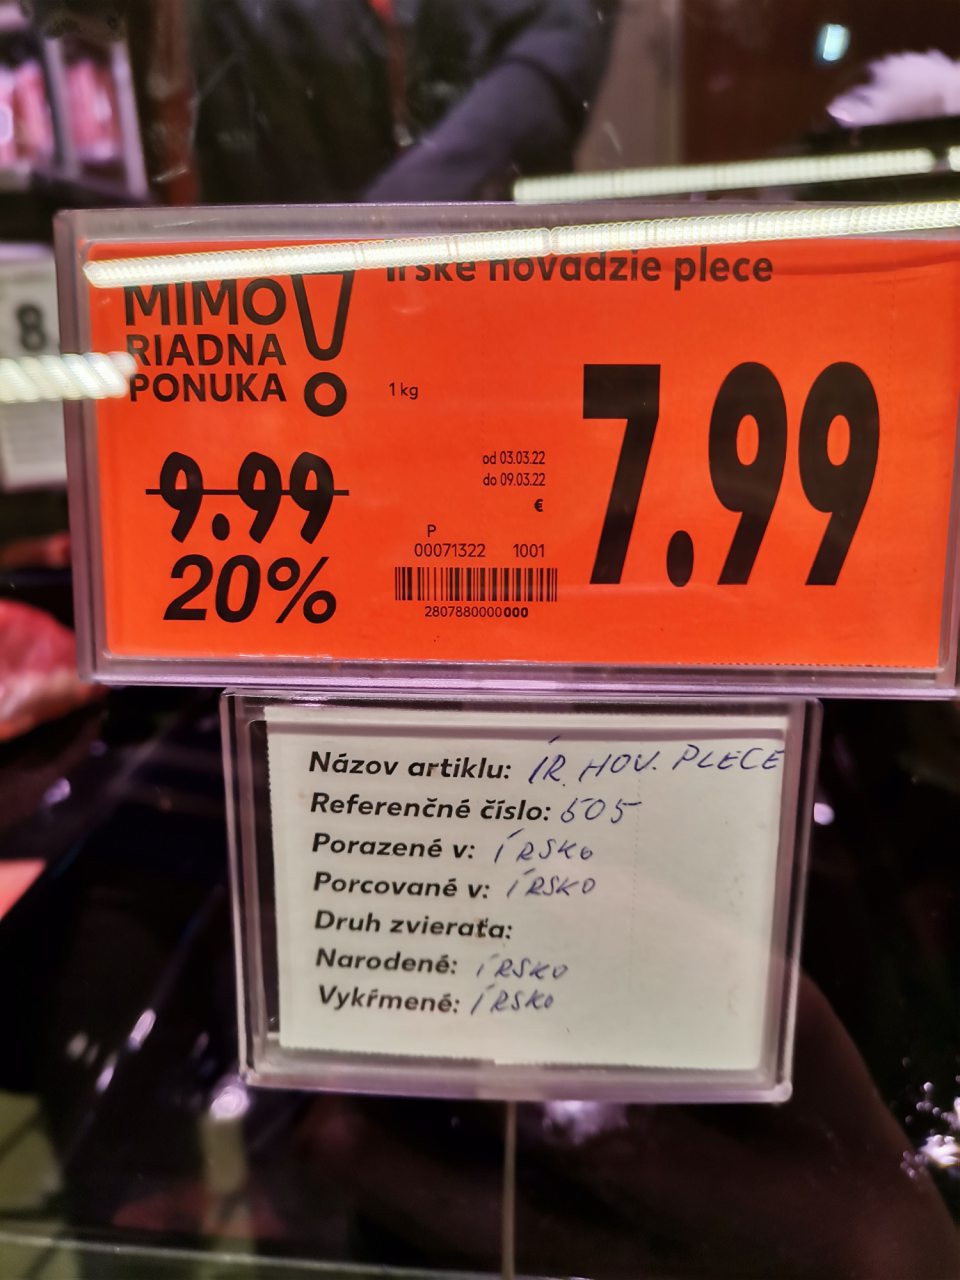 Írske hovädzie plece
MIMO
RIADNA
PONUKA
!
1 kg
7.99
9.99
20%
od 03.03.22
do 09.03.22
€
P
00071322 1001
2807880000000
8
Názov artiklu: ÍR. HOV. PLECE
Referenčné číslo: 505
Porazené v: ÍRSKO
Porcované v: ÍRSKO
Druh zvieraťa:
Narodené: ÍRSKO
Vykŕmené: ÍRSKO